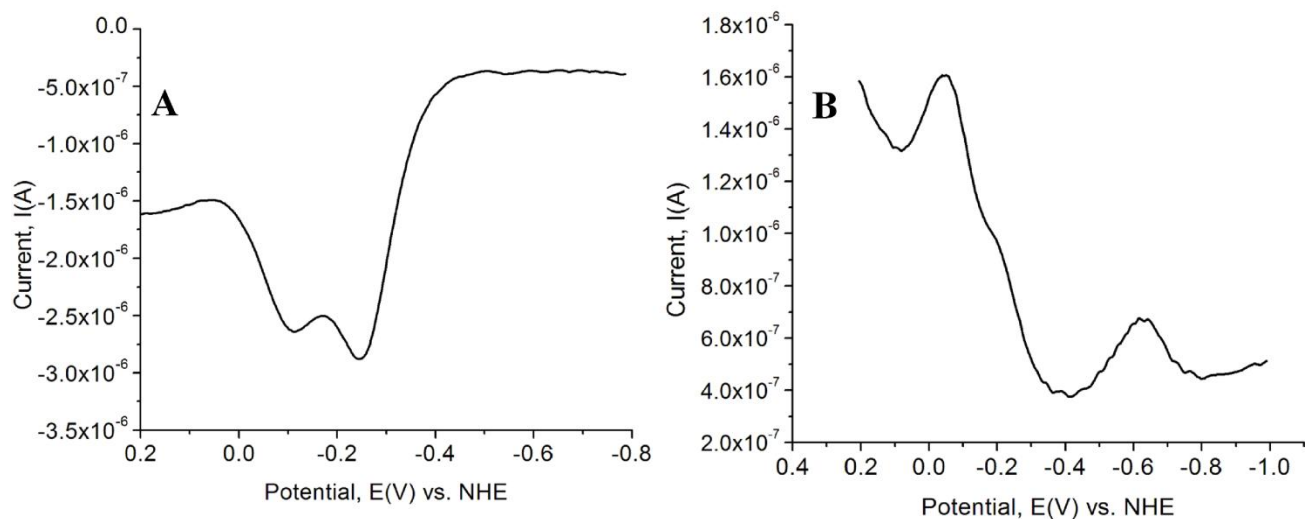 A
0.0
-5.0x10⁻⁷
-1.0x10⁻⁶
-1.5x10⁻⁶
-2.0x10⁻⁶
-2.5x10⁻⁶
-3.0x10⁻⁶
-3.5x10⁻⁶
Current, I(A)
0.2 0.0 -0.2 -0.4 -0.6 -0.8
Potential, E(V) vs. NHE
B
1.8x10⁻⁶
1.6x10⁻⁶
1.4x10⁻⁶
1.2x10⁻⁶
1.0x10⁻⁶
8.0x10⁻⁷
6.0x10⁻⁷
4.0x10⁻⁷
2.0x10⁻⁷
Current, I(A)
0.4 0.2 0.0 -0.2 -0.4 -0.6 -0.8 -1.0
Potential, E(V) vs. NHE